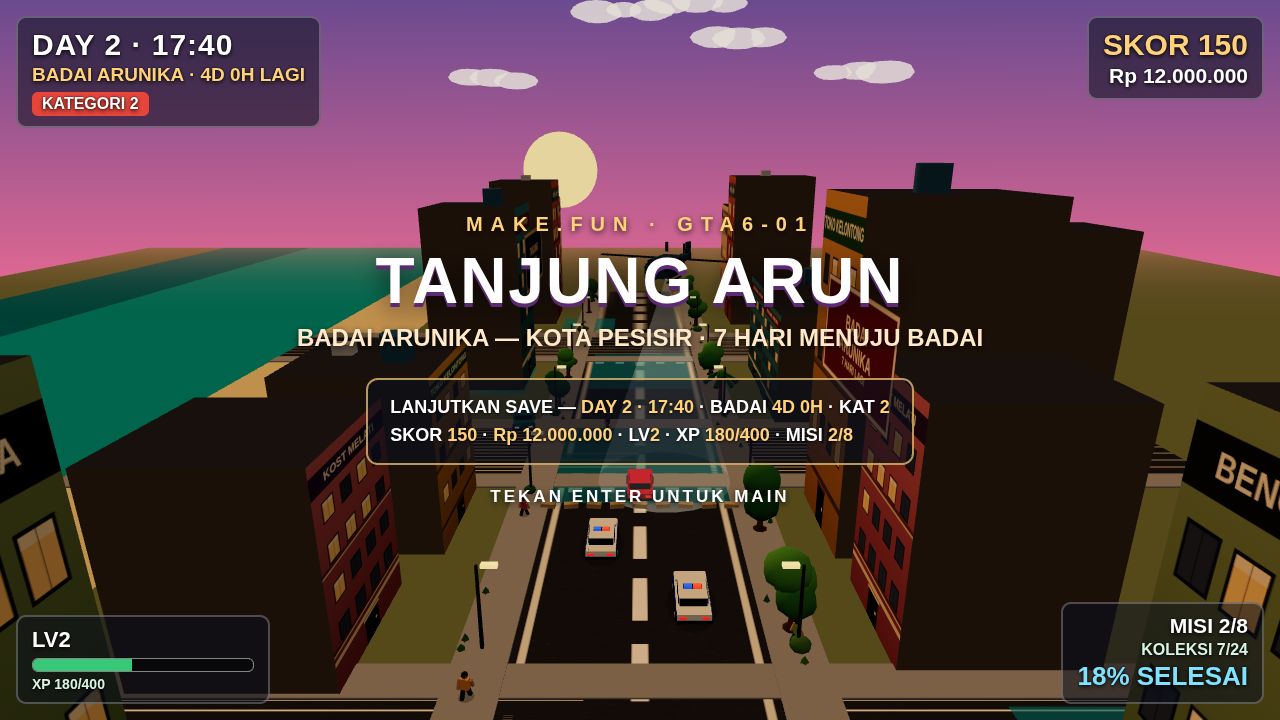 DAY 2 · 17:40
BADAI ARUNIKA · 4D 0H LAGI
KATEGORI 2
SKOR 150
Rp 12.000.000
MAKE.FUN · GTA6-01
TANJUNG ARUN
BADAI ARUNIKA — KOTA PESISIR · 7 HARI MENUJU BADAI
LANJUTKAN SAVE — DAY 2 · 17:40 · BADAI 4D 0H · KAT 2
SKOR 150 · Rp 12.000.000 · LV2 · XP 180/400 · MISI 2/8
TEKAN ENTER UNTUK MAIN
TOKO KELONTONG
KOST MELATI
LV2
XP 180/400
MISI 2/8
KOLEKSI 7/24
18% SELESAI